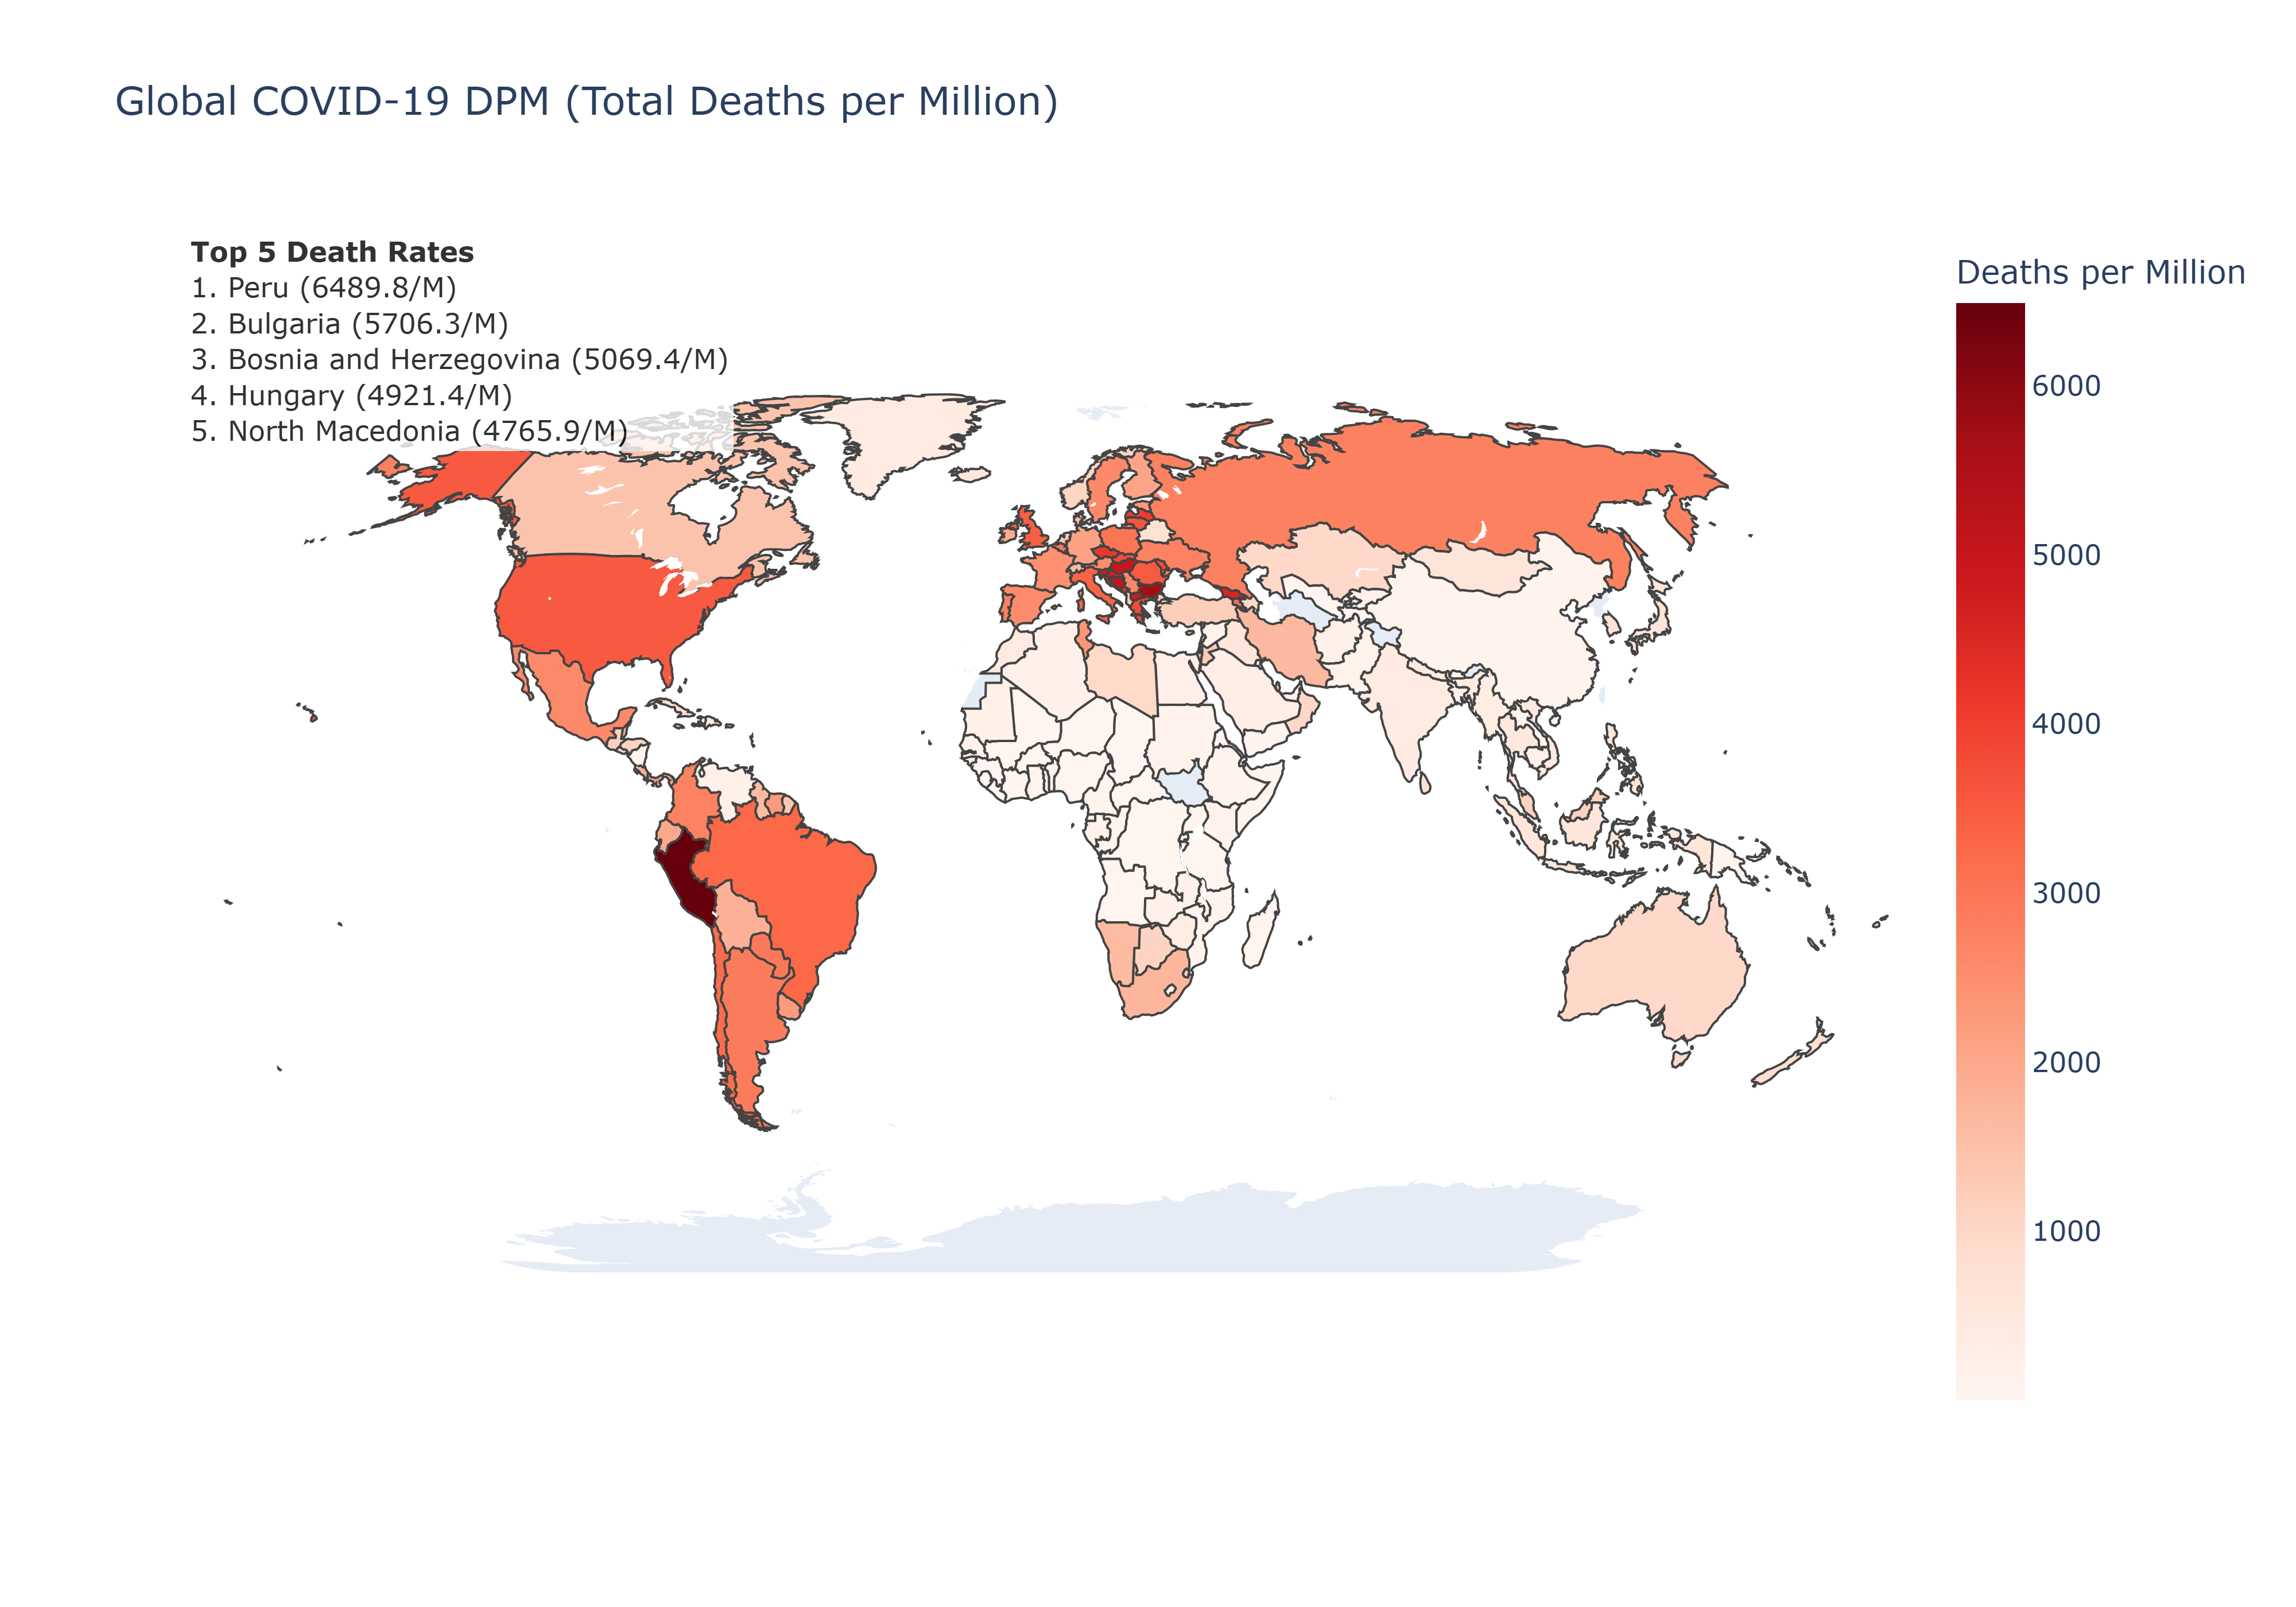 Global COVID-19 DPM (Total Deaths per Million)
Top 5 Death Rates
1. Peru (6489.8/M)
2. Bulgaria (5706.3/M)
3. Bosnia and Herzegovina (5069.4/M)
4. Hungary (4921.4/M)
5. North Macedonia (4765.9/M)
Deaths per Million
6000
5000
4000
3000
2000
1000